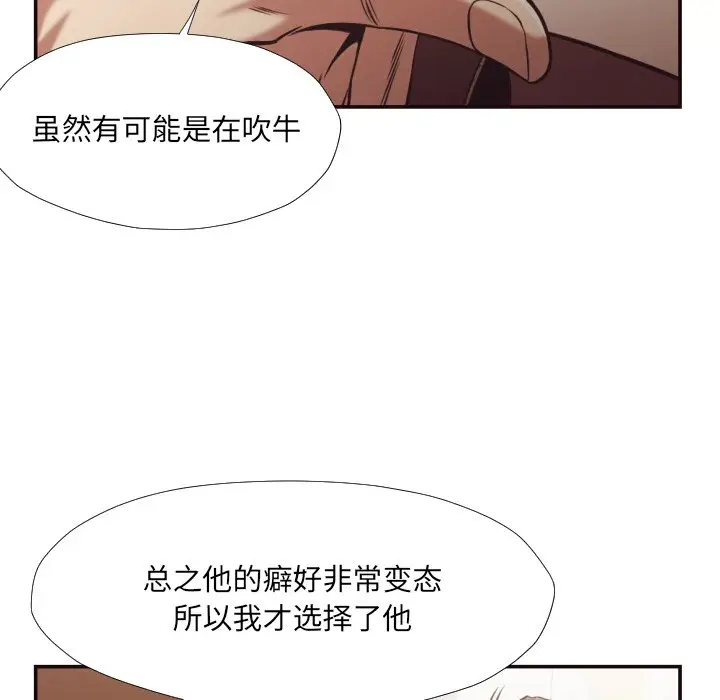 虽然有可能是在吹牛
总之他的癖好非常变态
所以我才选择了他